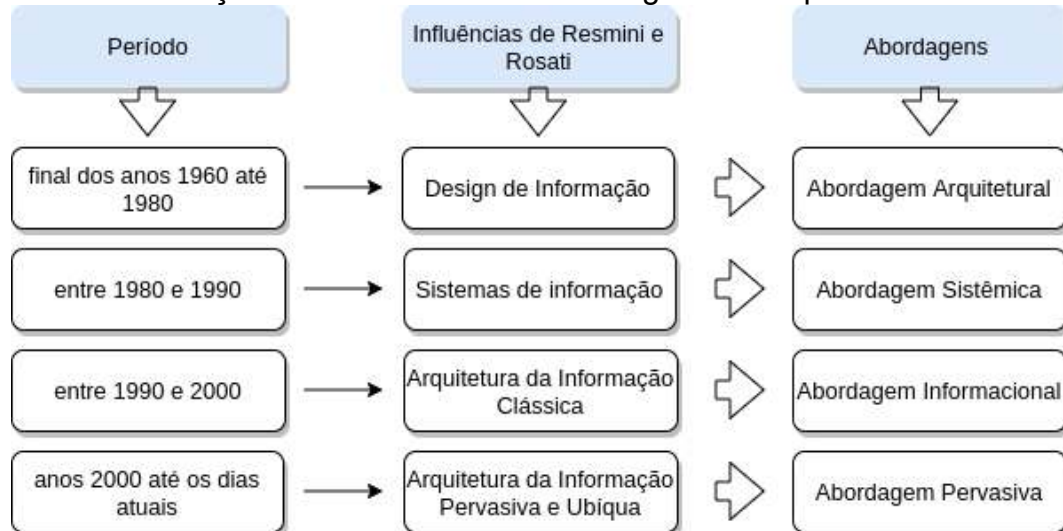 Período
Influências de Resmini e
Rosati
Abordagens
final dos anos 1960 até
1980
Design de Informação
Abordagem Arquitetural
entre 1980 e 1990
Sistemas de informação
Abordagem Sistêmica
entre 1990 e 2000
Arquitetura da Informação
Clássica
Abordagem Informacional
anos 2000 até os dias
atuais
Arquitetura da Informação
Pervasiva e Ubíqua
Abordagem Pervasiva